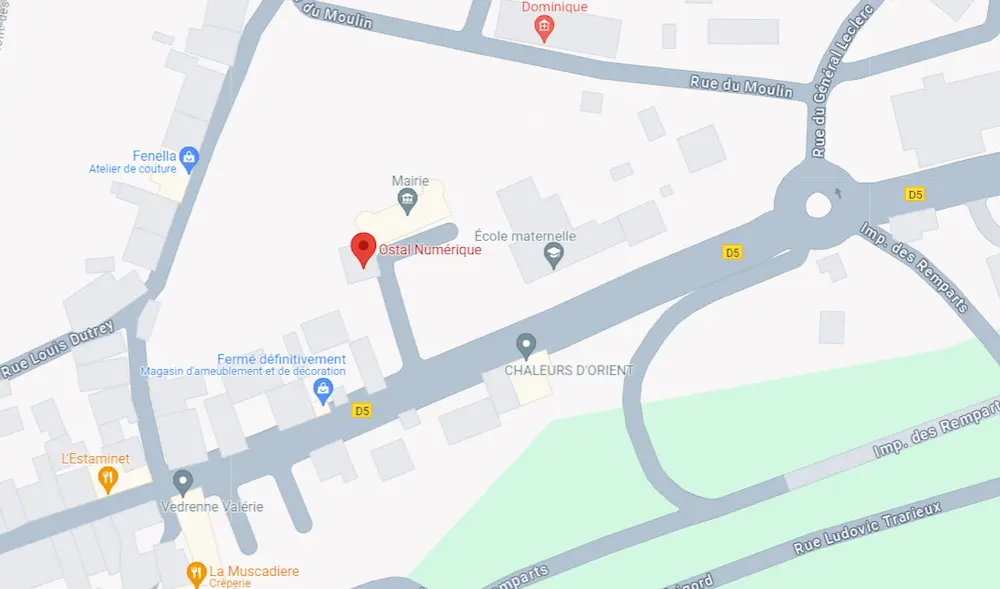 Dominique
du Moulin
Rue du Général Leclerc
Rue du Moulin
Fenella
Atelier de couture
Mairie
D5
École maternelle
Ostal Numérique
Imp. des Remparts
D5
Rue Louis Dutrey
Fermé définitivement
Magasin d'ameublement et de décoration
CHALEURS D'ORIENT
D5
Imp. des Remparts
L'Estaminet
Vedrenne Valérie
Rue Ludovic Trarieux
La Muscadiere
Crêperie